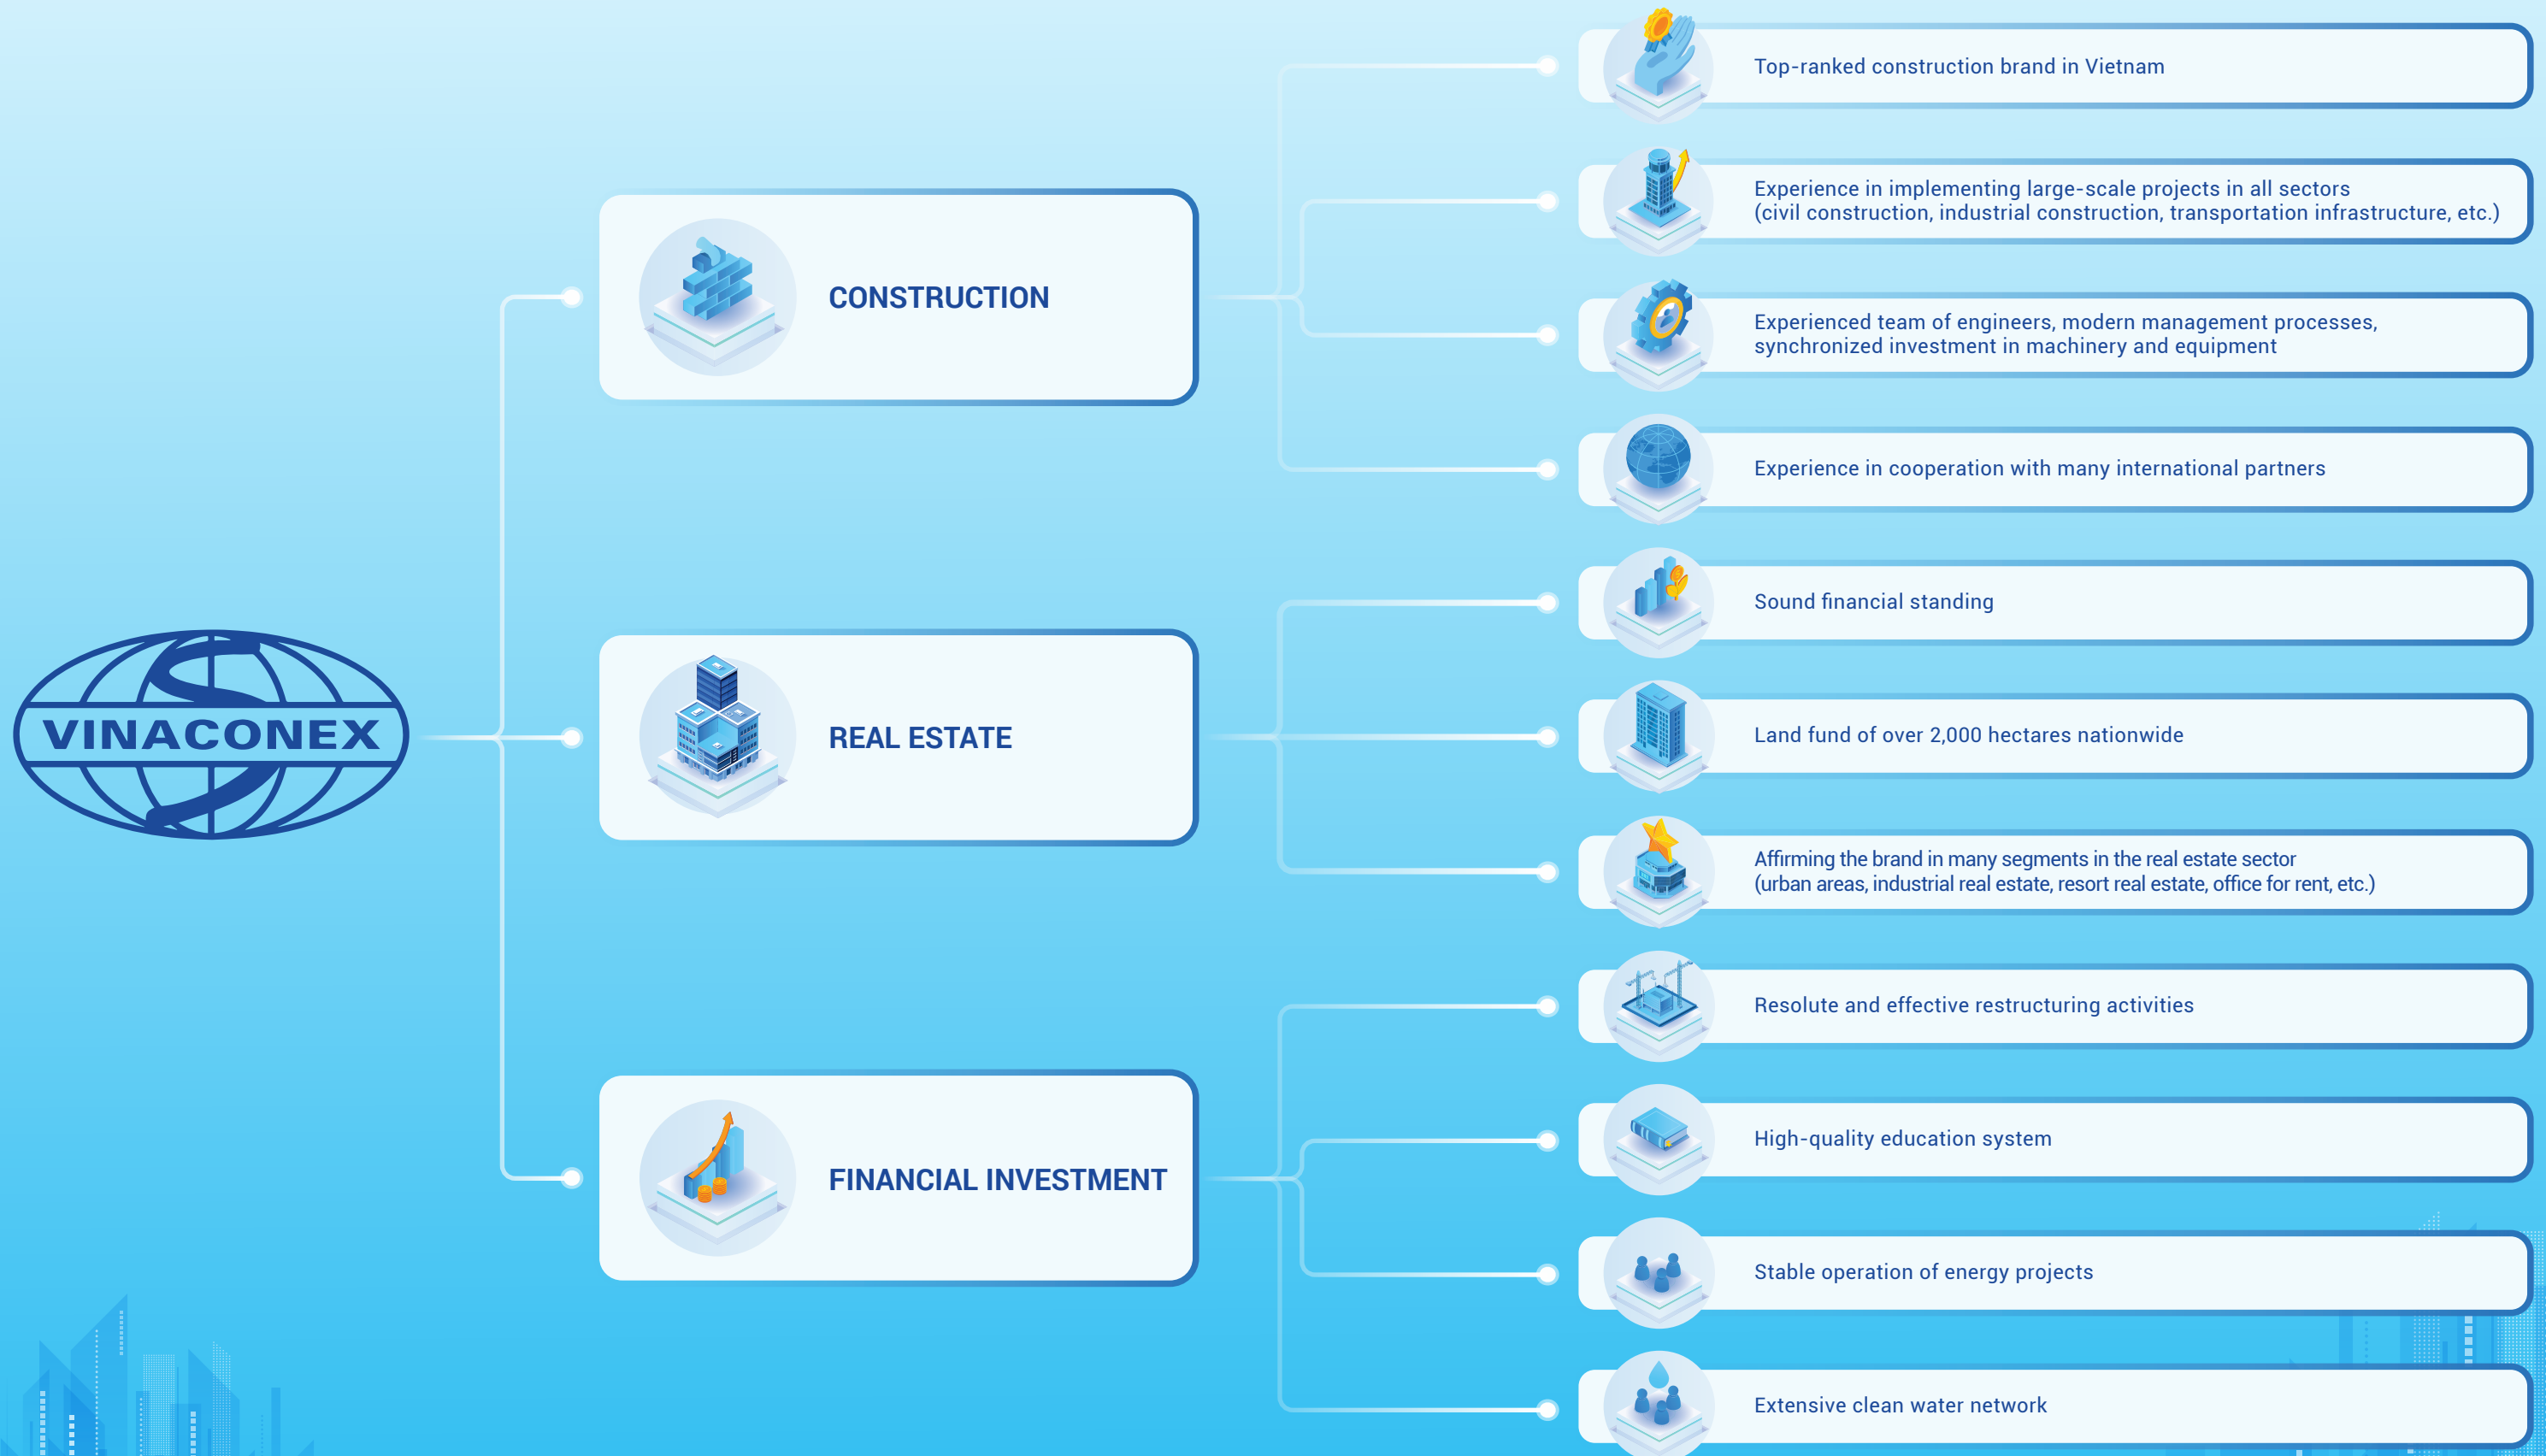 VINACONEX
CONSTRUCTION
Top-ranked construction brand in Vietnam
Experience in implementing large-scale projects in all sectors
(civil construction, industrial construction, transportation infrastructure, etc.)
Experienced team of engineers, modern management processes,
synchronized investment in machinery and equipment
Experience in cooperation with many international partners
REAL ESTATE
Sound financial standing
Land fund of over 2,000 hectares nationwide
Affirming the brand in many segments in the real estate sector
(urban areas, industrial real estate, resort real estate, office for rent, etc.)
FINANCIAL INVESTMENT
Resolute and effective restructuring activities
High-quality education system
Stable operation of energy projects
Extensive clean water network